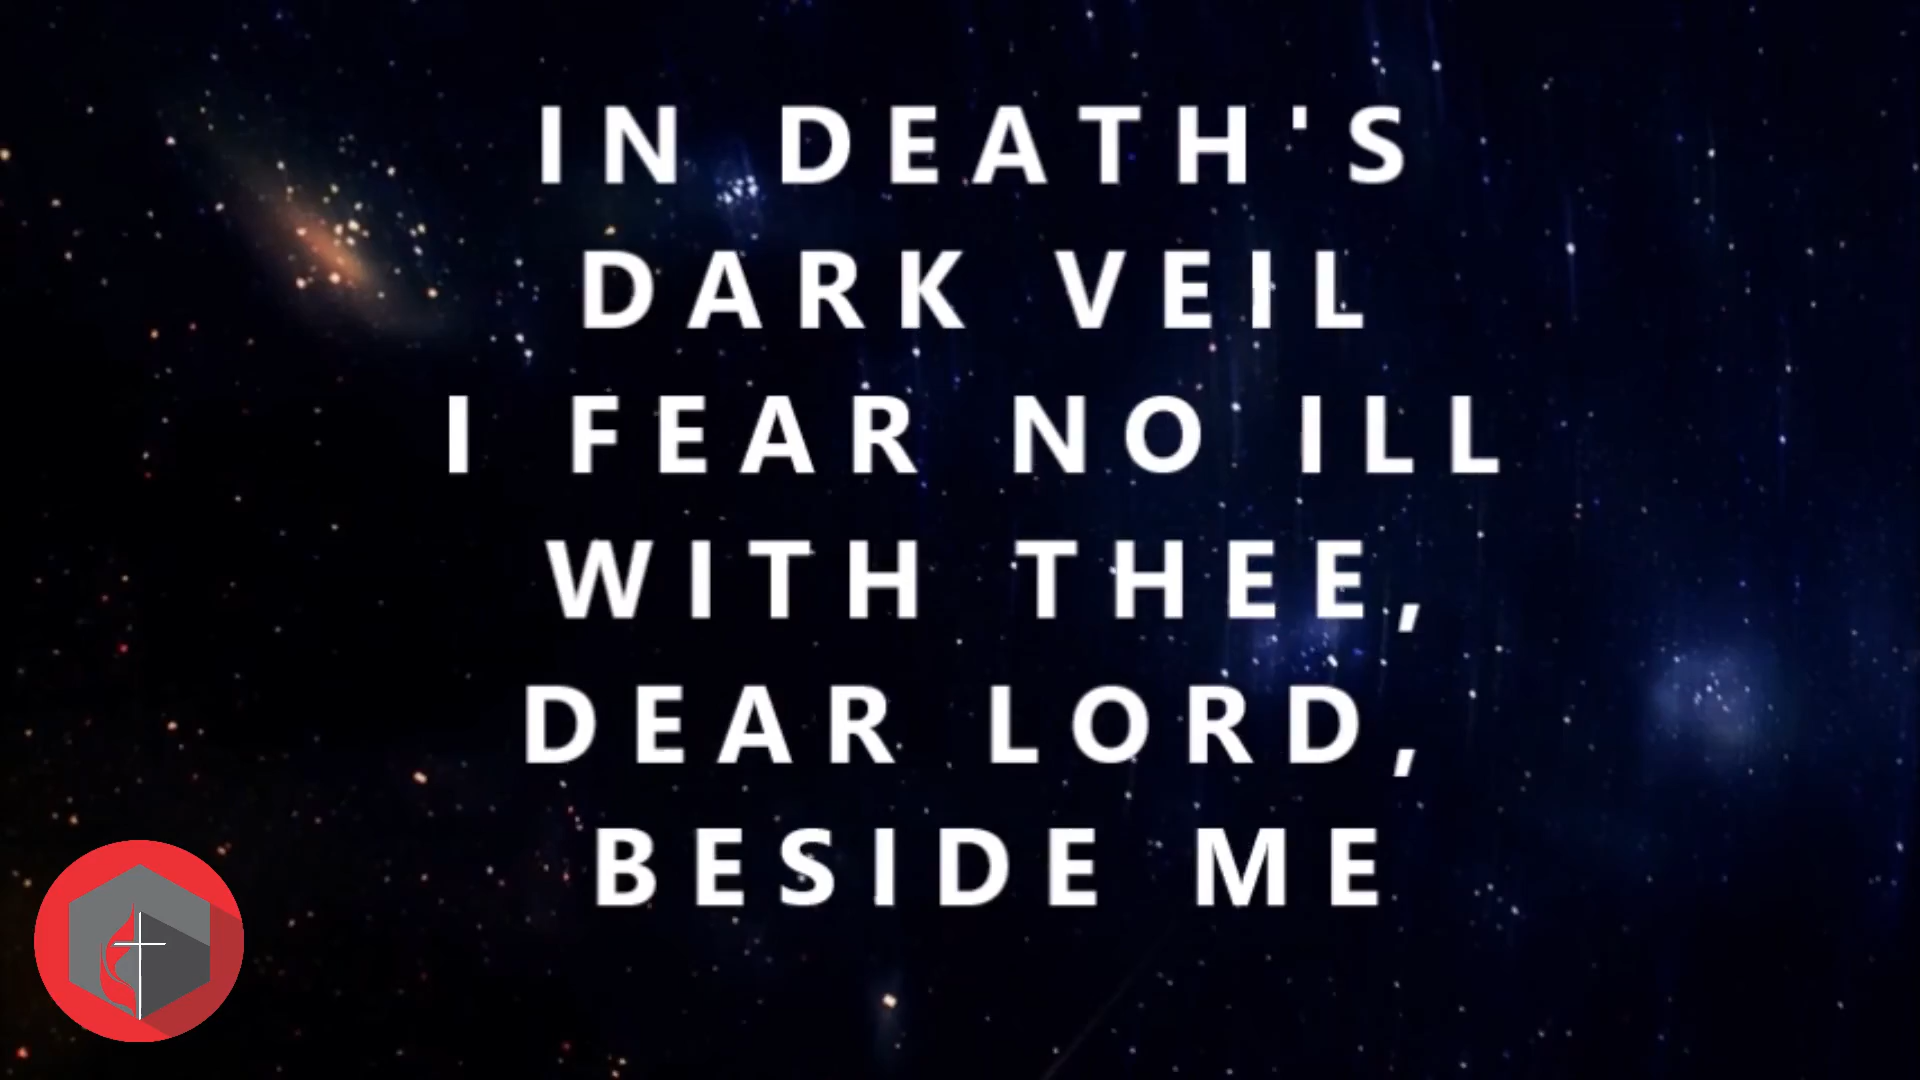 IN DEATH'S
DARK VEIL
I FEAR NO ILL
WITH THEE,
DEAR LORD,
BESIDE ME